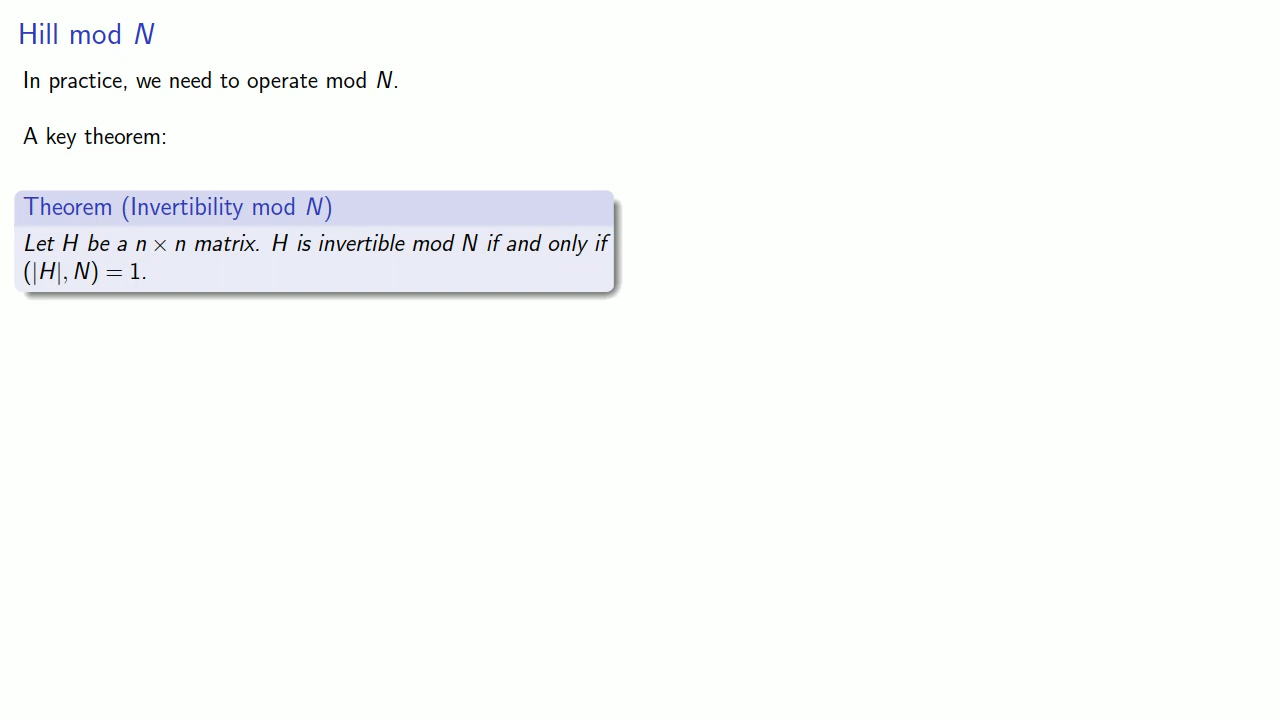 Hill mod N
In practice, we need to operate mod N.
A key theorem:
Theorem (Invertibility mod N)
Let H be a n × n matrix. H is invertible mod N if and only if
(|H|, N) = 1.